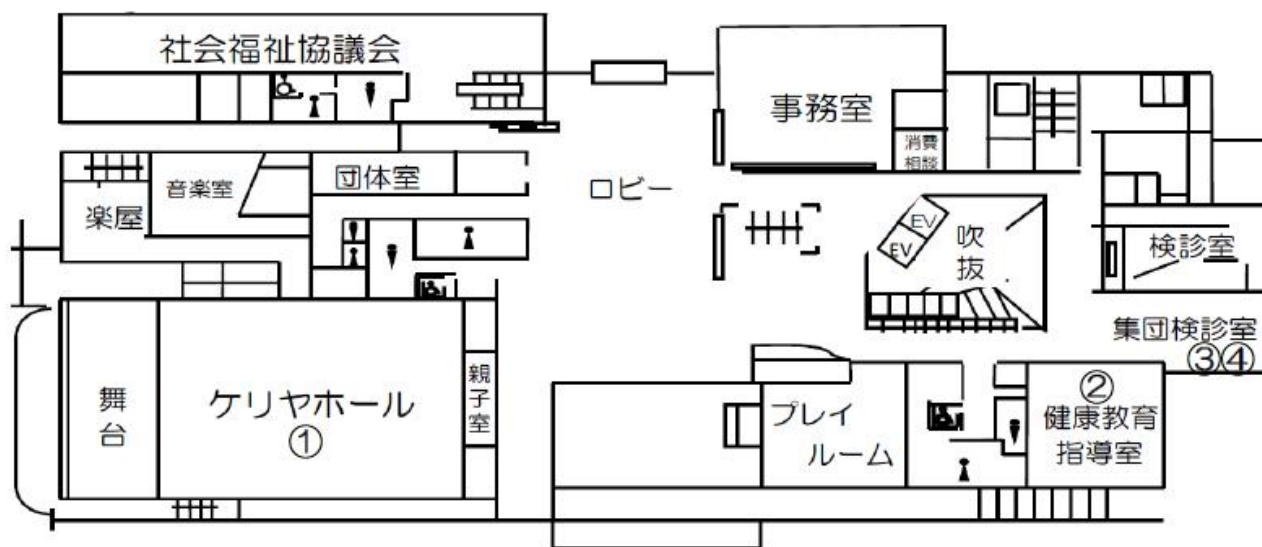 社会福祉協議会
事務室
消費
相談
音楽室
団体室
ロビー
楽屋
EV
EV
吹
抜
検診室
集団検診室
③④
舞
台
ケリヤホール
①
親
子
室
プレイ
ルーム
②
健康教育
指導室